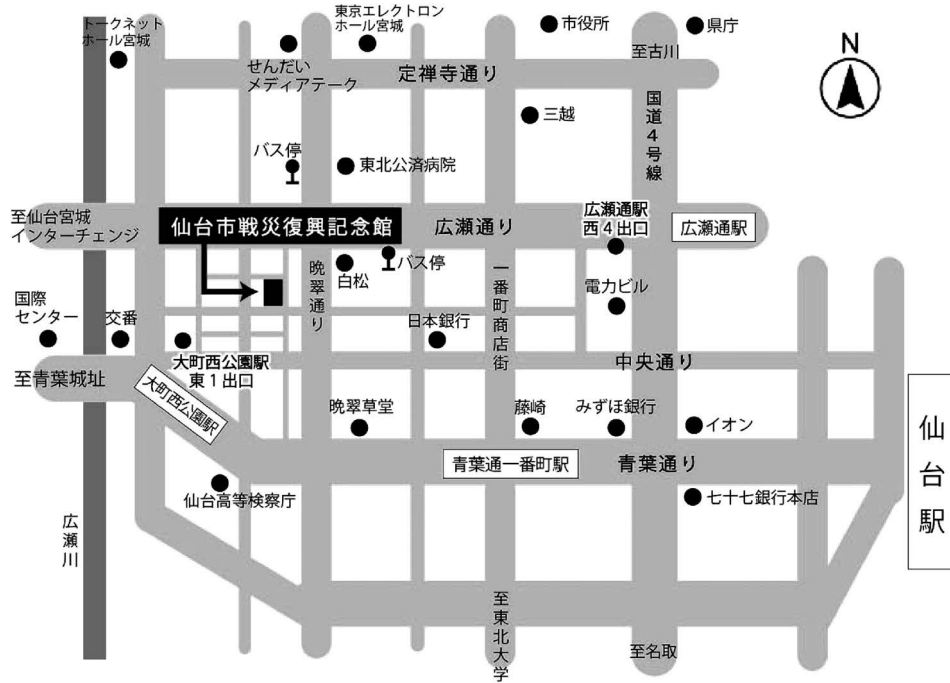 トークネット
ホール宮城
東京エレクトロン
ホール宮城
市役所
県庁
至古川
N
せんだい
メディアテーク
定禅寺通り
国道4号線
三越
バス停
東北公済病院
至仙台宮城
インターチェンジ
仙台市戦災復興記念館
広瀬通り
広瀬通駅
西4出口
広瀬通駅
晩翠通り
白松
バス停
一番町商店街
電力ビル
国際
センター
交番
日本銀行
大町西公園駅
東1出口
中央通り
至青葉城址
大町西公園駅
晩翠草堂
藤崎
みずほ銀行
イオン
仙台駅
青葉通一番町駅
青葉通り
仙台高等検察庁
七十七銀行本店
広瀬川
至東北大学
至名取